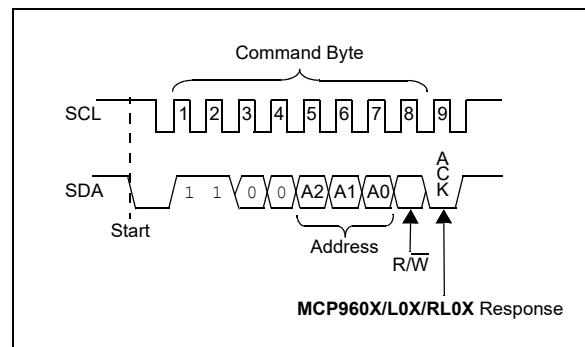 Command Byte
SCL 1 2 3 4 5 6 7 8 9
SDA 1 1 0 0 A2 A1 A0 ACK
Start
Address
R/W̅
MCP960X/L0X/RL0X Response